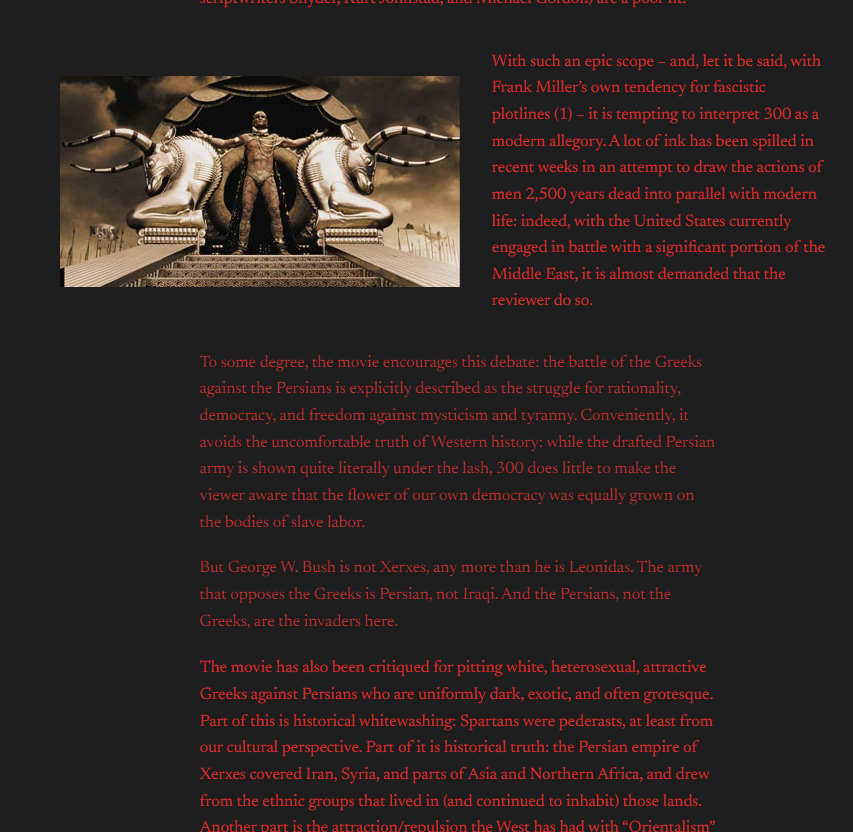 scriptwriters Snyder, Kurt Johnstad, and Michael Gordon) are a poor fit.
With such an epic scope – and, let it be said, with
Frank Miller’s own tendency for fascistic
plotlines (1) – it is tempting to interpret 300 as a
modern allegory. A lot of ink has been spilled in
recent weeks in an attempt to draw the actions of
men 2,500 years dead into parallel with modern
life: indeed, with the United States currently
engaged in battle with a significant portion of the
Middle East, it is almost demanded that the
reviewer do so.
To some degree, the movie encourages this debate: the battle of the Greeks
against the Persians is explicitly described as the struggle for rationality,
democracy, and freedom against mysticism and tyranny. Conveniently, it
avoids the uncomfortable truth of Western history: while the drafted Persian
army is shown quite literally under the lash, 300 does little to make the
viewer aware that the flower of our own democracy was equally grown on
the bodies of slave labor.
But George W. Bush is not Xerxes, any more than he is Leonidas. The army
that opposes the Greeks is Persian, not Iraqi. And the Persians, not the
Greeks, are the invaders here.
The movie has also been critiqued for pitting white, heterosexual, attractive
Greeks against Persians who are uniformly dark, exotic, and often grotesque.
Part of this is historical whitewashing: Spartans were pederasts, at least from
our cultural perspective. Part of it is historical truth: the Persian empire of
Xerxes covered Iran, Syria, and parts of Asia and Northern Africa, and drew
from the ethnic groups that lived in (and continued to inhabit) those lands.
Another part is the attraction/repulsion the West has had with “Orientalism”